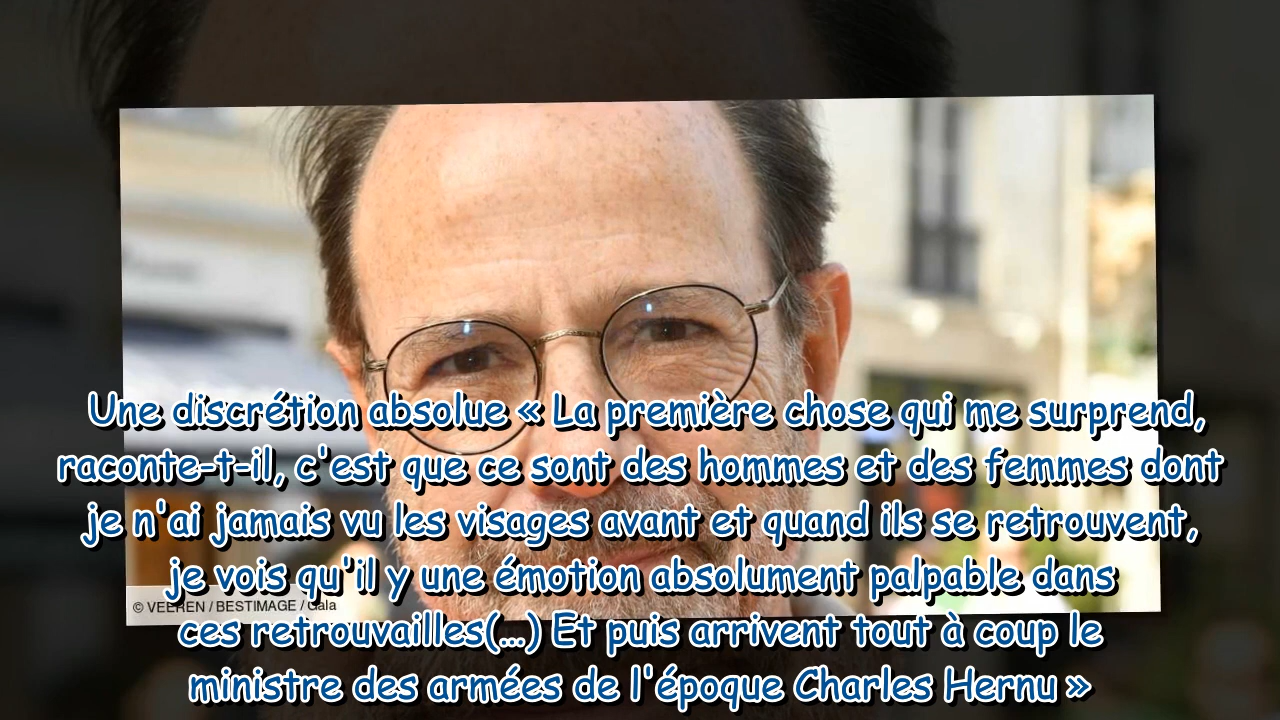 Une discrétion absolue « La première chose qui me surprend,
raconte-t-il, c'est que ce sont des hommes et des femmes dont
je n'ai jamais vu les visages avant et quand ils se retrouvent,
je vois qu'il y une émotion absolument palpable dans
© VEEREN / BESTIMAGE / Gala
ces retrouvailles(...) Et puis arrivent tout à coup le
ministre des armées de l'époque Charles Hernu »